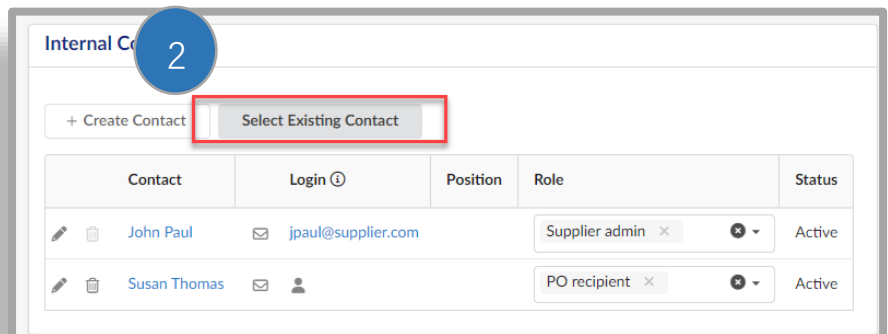 Internal Co
2
+ Create Contact Select Existing Contact
Contact Login Position Role Status
John Paul jpaul@supplier.com Supplier admin × Active
Susan Thomas PO recipient × Active